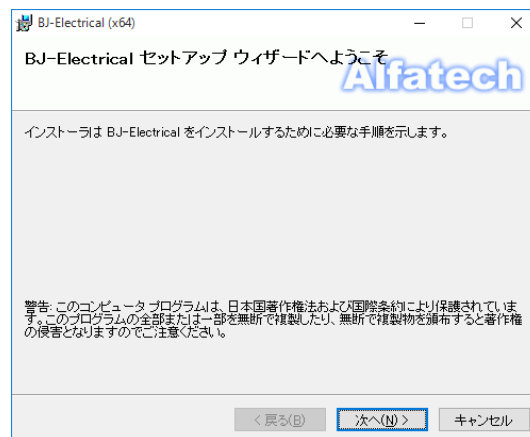 BJ-Electrical (x64)
BJ-Electrical セットアップ ウィザードへようこそ
Alfatech
インストーラは BJ-Electrical をインストールするために必要な手順を示します。
警告: このコンピュータ プログラムは、日本国著作権法および国際条約により保護されていま
す。このプログラムの全部または一部を無断で複製したり、無断で複製物を頒布すると著作権
の侵害となりますのでご注意ください。
< 戻る(B)
次へ(N) >
キャンセル